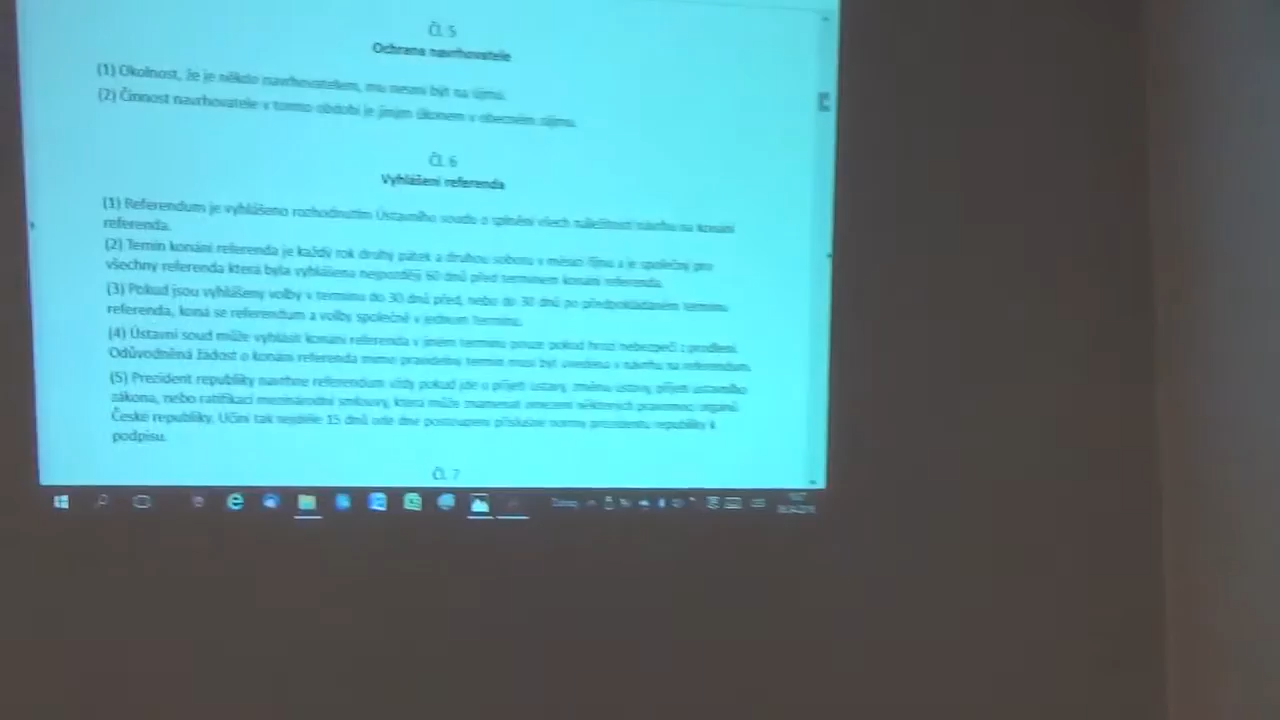 Čl. 5
Ochrana navrhovatele
(1) Okolnost, že je někdo navrhovatelem, mu nesmí být na újmu.
(2) Činnost navrhovatele v tomto období je jiným úkonem v obecném zájmu.
Čl. 6
Vyhlášení referenda
(1) Referendum je vyhlášeno rozhodnutím Ústavního soudu o splnění všech náležitostí návrhu na konání
referenda.
(2) Termín konání referenda je každý rok druhý pátek a druhou sobotu v měsíci říjnu a je společný pro
všechny referenda která byla vyhlášena nejpozději 60 dnů před termínem konání referenda.
(3) Pokud jsou vyhlášeny volby v termínu do 30 dnů před, nebo do 30 dnů po předpokládaném termínu
referenda, koná se referendum a volby společně v jednom termínu.
(4) Ústavní soud může vyhlásit konání referenda v jiném termínu pouze pokud hrozí nebezpečí z prodlení.
Odůvodněná žádost o konání referenda mimo pravidelný termín musí být uvedena v návrhu na referendum.
(5) Prezident republiky navrhne referendum vždy pokud jde o přijetí ústavy, změnu ústavy, přijetí ústavního
zákona, nebo ratifikaci mezinárodní smlouvy, která může znamenat omezení některých pravomocí orgánů
České republiky. Učiní tak nejdéle 15 dnů ode dne postoupení příslušné normy prezidentu republiky k
podpisu.
Čl. 7